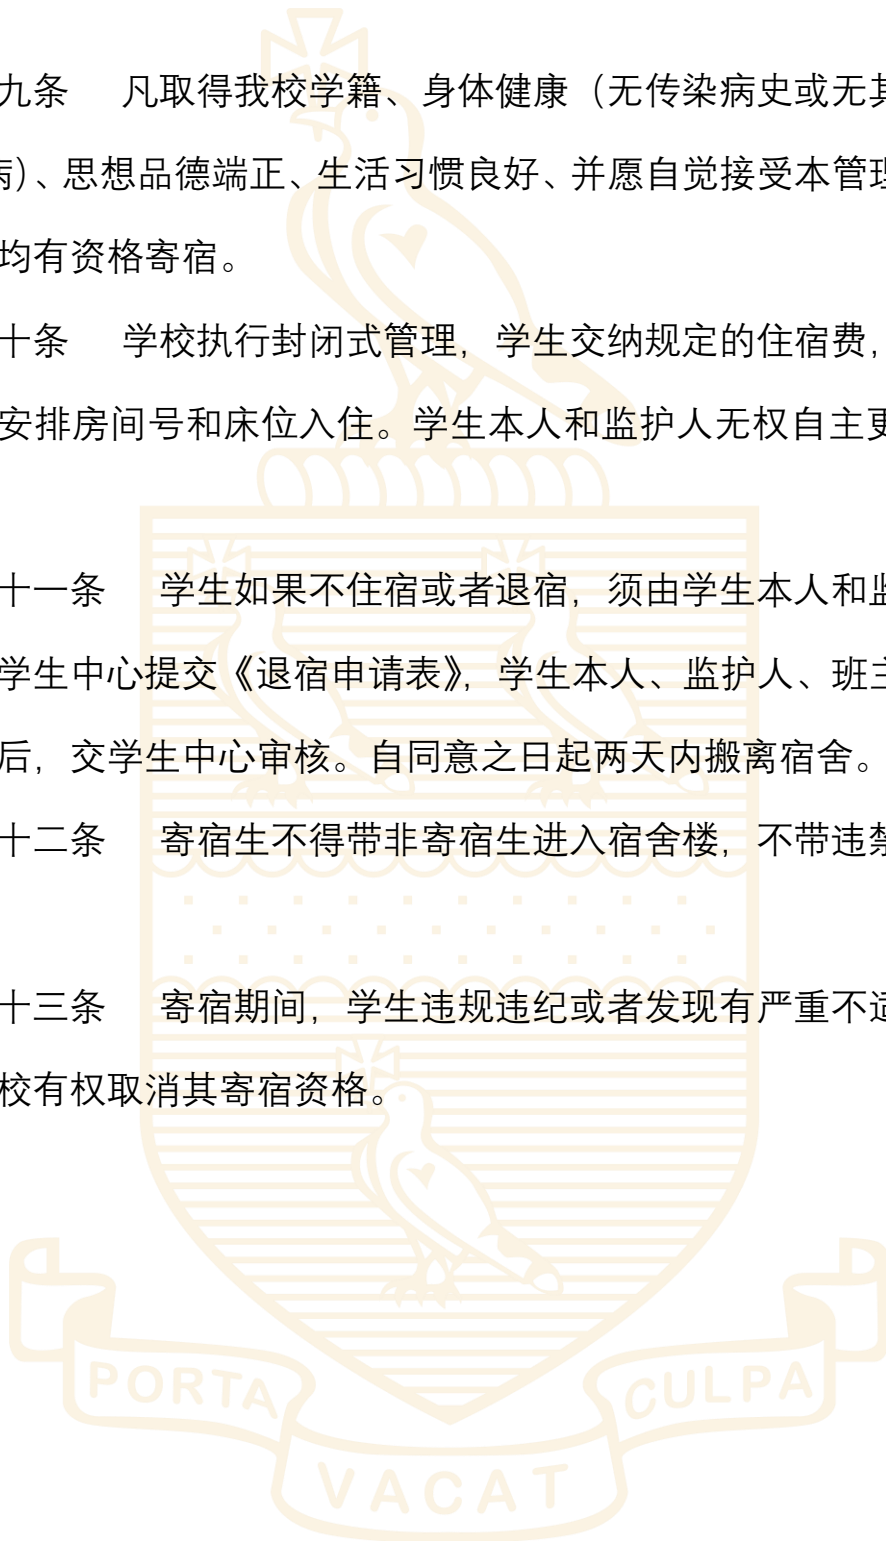 九条 凡取得我校学籍、身体健康（无传染病史或无其
病）、思想品德端正、生活习惯良好、并愿自觉接受本管理
均有资格寄宿。
十条 学校执行封闭式管理，学生交纳规定的住宿费，
安排房间号和床位入住。学生本人和监护人无权自主更
十一条 学生如果不住宿或者退宿，须由学生本人和监
学生中心提交《退宿申请表》，学生本人、监护人、班主
后，交学生中心审核。自同意之日起两天内搬离宿舍。
十二条 寄宿生不得带非寄宿生进入宿舍楼，不带违禁
十三条 寄宿期间，学生违规违纪或者发现有严重不适
校有权取消其寄宿资格。
PORTA VACAT CULPA